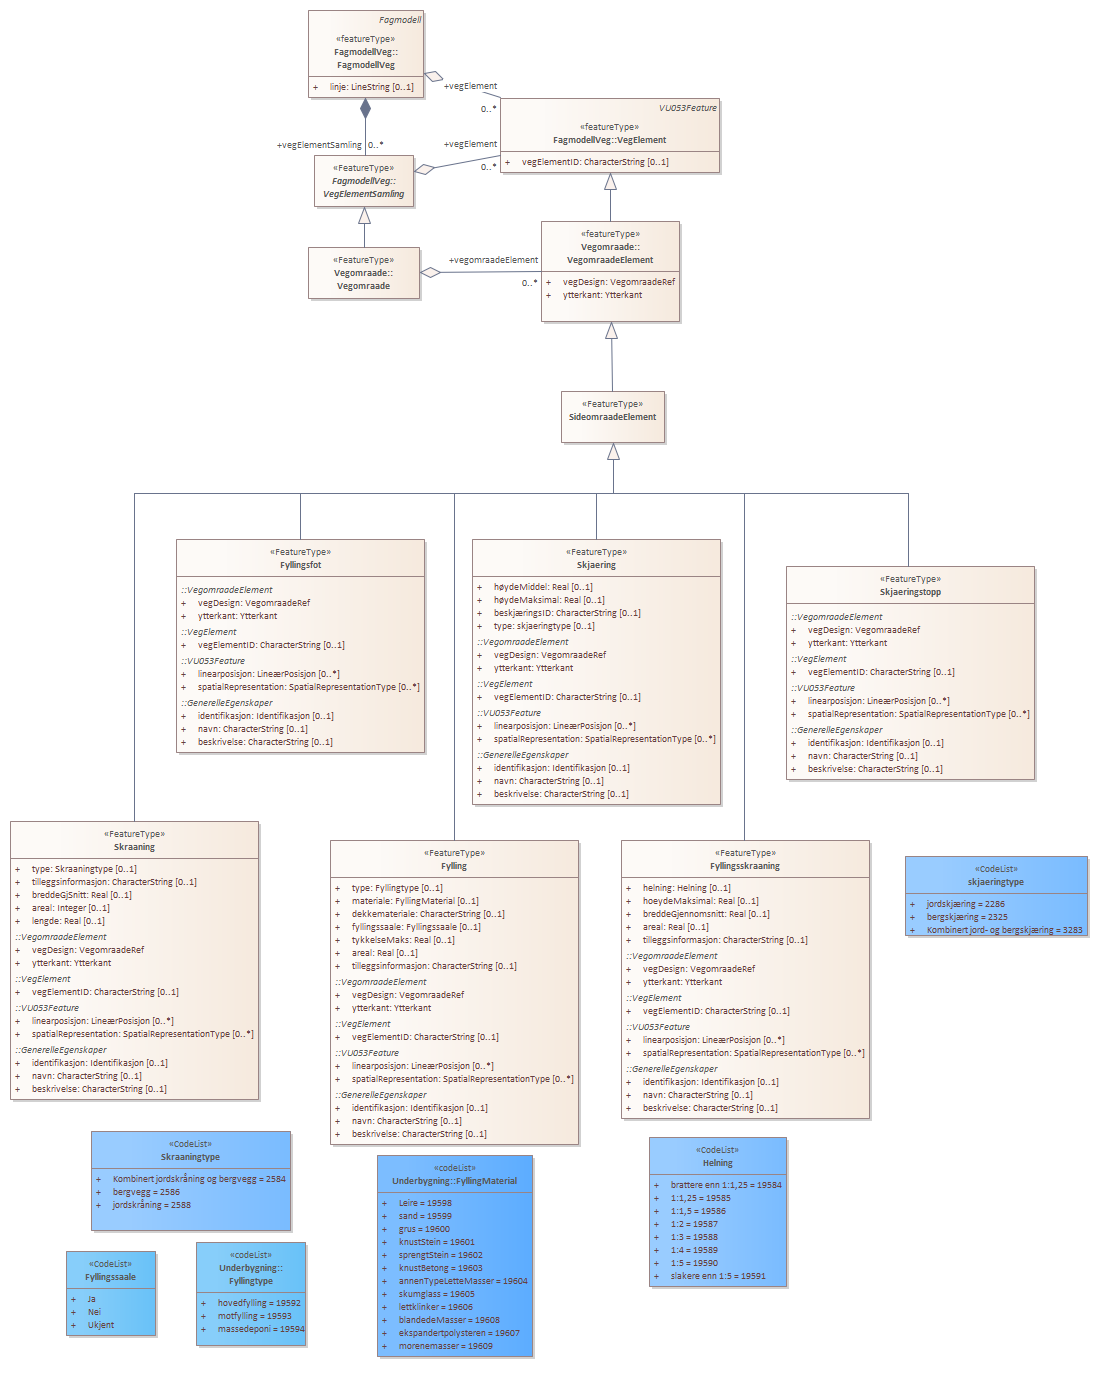 Fagmodell
«featureType»
FagmodellVeg::
FagmodellVeg
+ linje: LineString [0..1]
+vegElement
0..*
VU053Feature
«featureType»
FagmodellVeg::VegElement
+ vegElementID: CharacterString [0..1]
+vegElementSamling 0..*
+vegElement
0..*
«FeatureType»
FagmodellVeg::
VegElementSamling
«FeatureType»
Vegomraade::
Vegomraade
+vegomraadeElement
0..*
«featureType»
Vegomraade::
VegomraadeElement
+ vegDesign: VegomraadeRef
+ ytterkant: Ytterkant
«FeatureType»
SideomraadeElement
«FeatureType»
Fyllingsfot
::VegomraadeElement
+ vegDesign: VegomraadeRef
+ ytterkant: Ytterkant
::VegElement
+ vegElementID: CharacterString [0..1]
::VU053Feature
+ linearposisjon: LineærPosisjon [0..*]
+ spatialRepresentation: SpatialRepresentationType [0..*]
::GenerelleEgenskaper
+ identifikasjon: Identifikasjon [0..1]
+ navn: CharacterString [0..1]
+ beskrivelse: CharacterString [0..1]
«FeatureType»
Skjaering
+ høydeMiddel: Real [0..1]
+ høydeMaksimal: Real [0..1]
+ beskjæringsID: CharacterString [0..1]
+ type: skjaeringtype [0..1]
::VegomraadeElement
+ vegDesign: VegomraadeRef
+ ytterkant: Ytterkant
::VegElement
+ vegElementID: CharacterString [0..1]
::VU053Feature
+ linearposisjon: LineærPosisjon [0..*]
+ spatialRepresentation: SpatialRepresentationType [0..*]
::GenerelleEgenskaper
+ identifikasjon: Identifikasjon [0..1]
+ navn: CharacterString [0..1]
+ beskrivelse: CharacterString [0..1]
«FeatureType»
Skjaeringstopp
::VegomraadeElement
+ vegDesign: VegomraadeRef
+ ytterkant: Ytterkant
::VegElement
+ vegElementID: CharacterString [0..1]
::VU053Feature
+ linearposisjon: LineærPosisjon [0..*]
+ spatialRepresentation: SpatialRepresentationType [0..*]
::GenerelleEgenskaper
+ identifikasjon: Identifikasjon [0..1]
+ navn: CharacterString [0..1]
+ beskrivelse: CharacterString [0..1]
«FeatureType»
Skraaning
+ type: Skraaningtype [0..1]
+ tilleggsinformasjon: CharacterString [0..1]
+ breddeGjSnitt: Real [0..1]
+ areal: Integer [0..1]
+ lengde: Real [0..1]
::VegomraadeElement
+ vegDesign: VegomraadeRef
+ ytterkant: Ytterkant
::VegElement
+ vegElementID: CharacterString [0..1]
::VU053Feature
+ linearposisjon: LineærPosisjon [0..*]
+ spatialRepresentation: SpatialRepresentationType [0..*]
::GenerelleEgenskaper
+ identifikasjon: Identifikasjon [0..1]
+ navn: CharacterString [0..1]
+ beskrivelse: CharacterString [0..1]
«FeatureType»
Fylling
+ type: Fyllingtype [0..1]
+ materiale: FyllingMaterial [0..1]
+ dekkemateriale: CharacterString [0..1]
+ fyllingssaale: Fyllingssaale [0..1]
+ tykkelseMaks: Real [0..1]
+ areal: Real [0..1]
+ tilleggsinformasjon: CharacterString [0..1]
::VegomraadeElement
+ vegDesign: VegomraadeRef
+ ytterkant: Ytterkant
::VegElement
+ vegElementID: CharacterString [0..1]
::VU053Feature
+ linearposisjon: LineærPosisjon [0..*]
+ spatialRepresentation: SpatialRepresentationType [0..*]
::GenerelleEgenskaper
+ identifikasjon: Identifikasjon [0..1]
+ navn: CharacterString [0..1]
+ beskrivelse: CharacterString [0..1]
«FeatureType»
Fyllingsskraaning
+ helning: Helning [0..1]
+ hoeydeMaksimal: Real [0..1]
+ breddeGjennomsnitt: Real [0..1]
+ areal: Real [0..1]
+ tilleggsinformasjon: CharacterString [0..1]
::VegomraadeElement
+ vegDesign: VegomraadeRef
+ ytterkant: Ytterkant
::VegElement
+ vegElementID: CharacterString [0..1]
::VU053Feature
+ linearposisjon: LineærPosisjon [0..*]
+ spatialRepresentation: SpatialRepresentationType [0..*]
::GenerelleEgenskaper
+ identifikasjon: Identifikasjon [0..1]
+ navn: CharacterString [0..1]
+ beskrivelse: CharacterString [0..1]
«CodeList»
skjaeringtype
+ jordskjæring = 2286
+ bergskjæring = 2325
+ Kombinert jord- og bergskjæring = 3283
«CodeList»
Skraaningtype
+ Kombinert jordskråning og bergvegg = 2584
+ bergvegg = 2586
+ jordskråning = 2588
«CodeList»
Fyllingssaale
+ Ja
+ Nei
+ Ukjent
«codeList»
Underbygning::
Fyllingtype
+ hovedfylling = 19592
+ motfylling = 19593
+ massedeponi = 19594
«codeList»
Underbygning::FyllingMaterial
+ Leire = 19598
+ sand = 19599
+ grus = 19600
+ knustStein = 19601
+ sprengtStein = 19602
+ knustBetong = 19603
+ annenTypeLetteMasser = 19604
+ skumglass = 19605
+ lettklinker = 19606
+ blandedeMasser = 19608
+ ekspandertpolysteren = 19607
+ morenemasser = 19609
«CodeList»
Helning
+ brattere enn 1:1,25 = 19584
+ 1:1,25 = 19585
+ 1:1,5 = 19586
+ 1:2 = 19587
+ 1:3 = 19588
+ 1:4 = 19589
+ 1:5 = 19590
+ slakere enn 1:5 = 19591